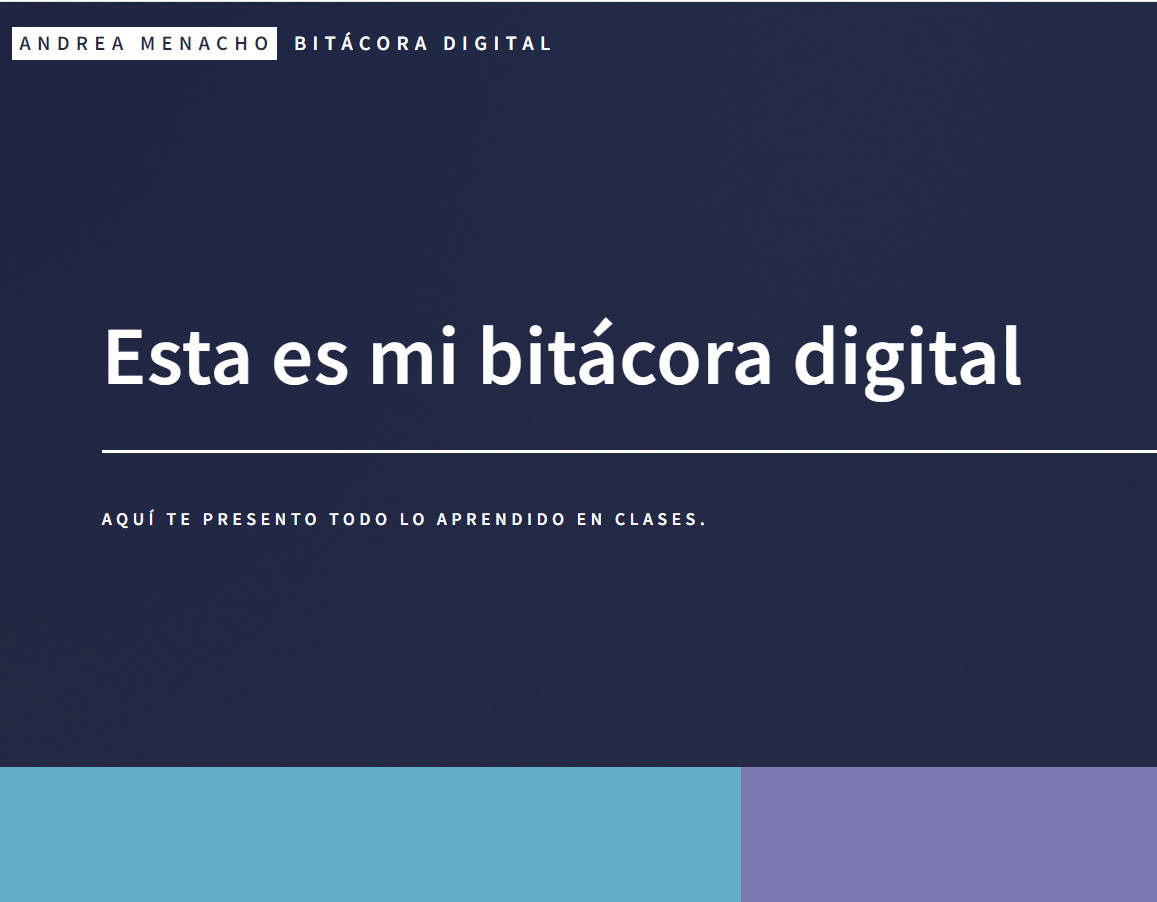 ANDREA MENACHO BITÁCORA DIGITAL
Esta es mi bitácora digital
AQUÍ TE PRESENTO TODO LO APRENDIDO EN CLASES.